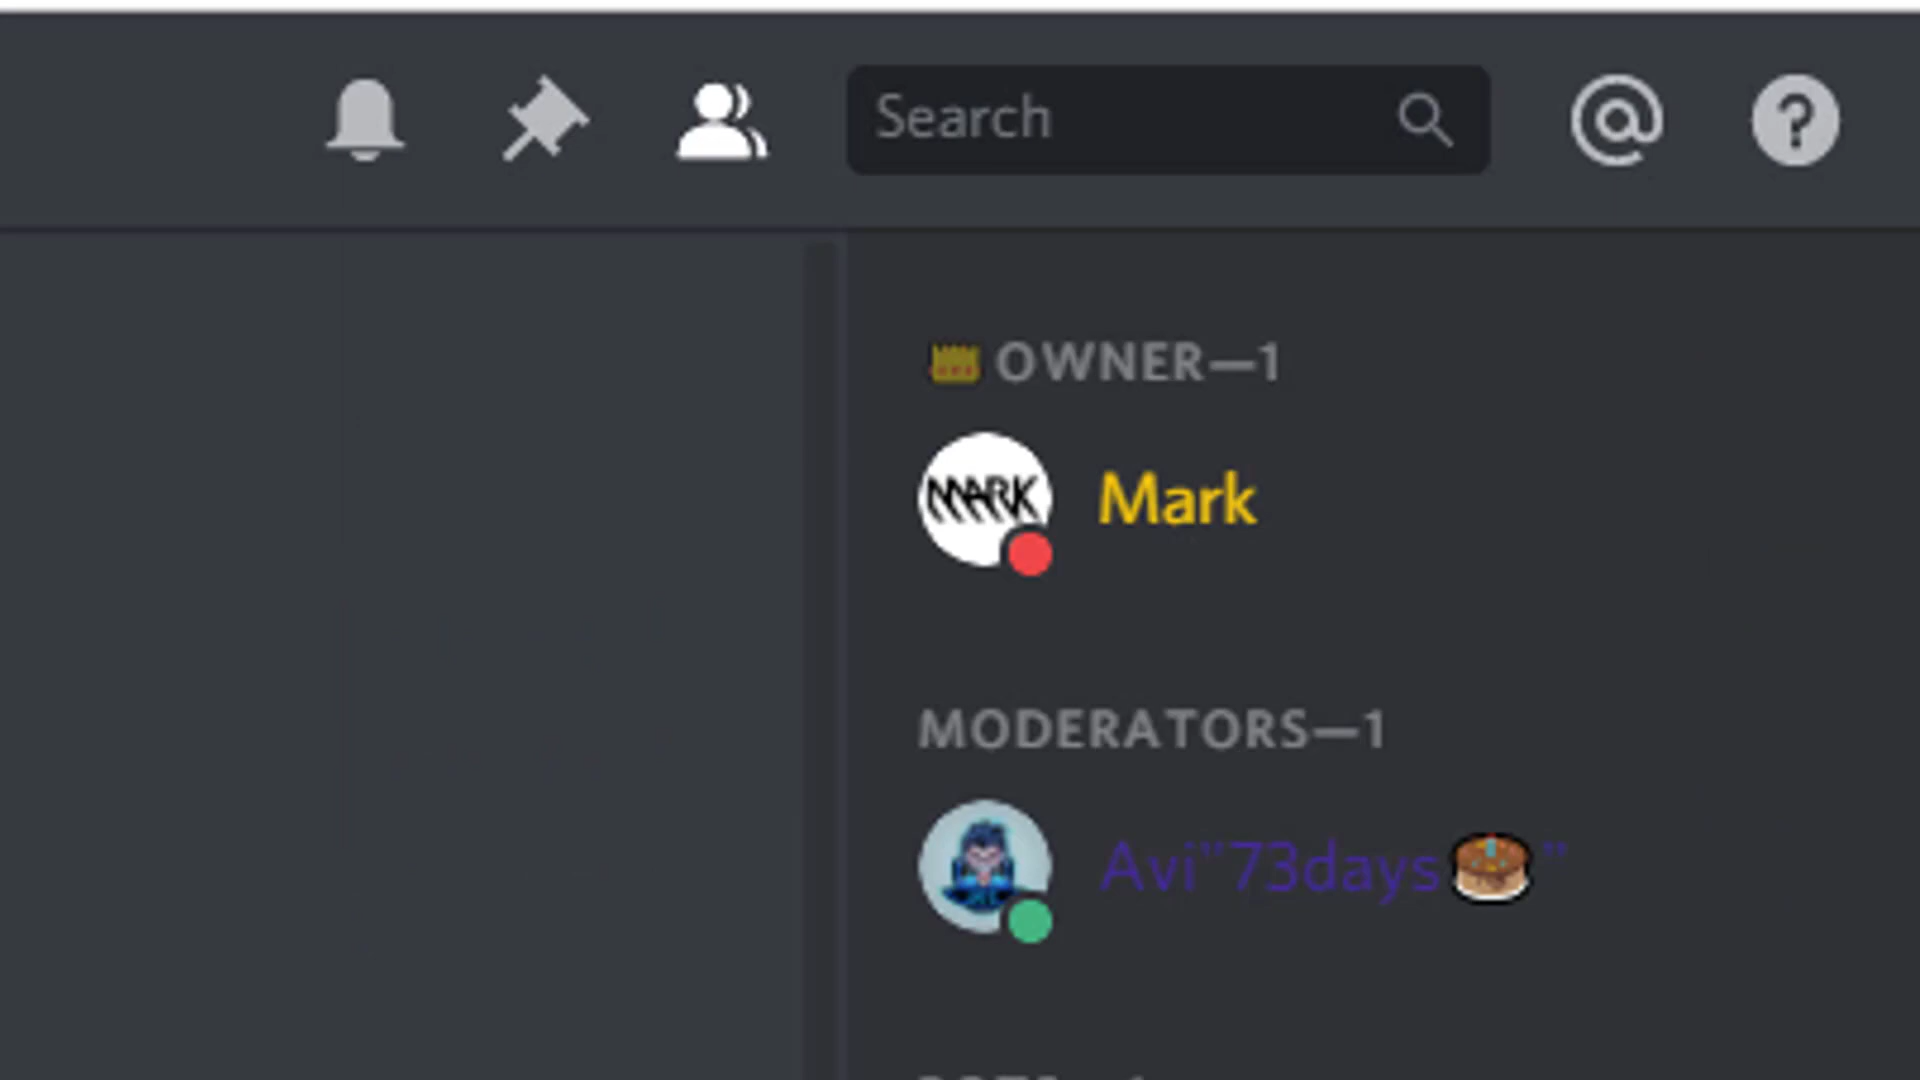 Search
OWNER—1
MARK
Mark
MODERATORS—1
Avi"73days🎂"